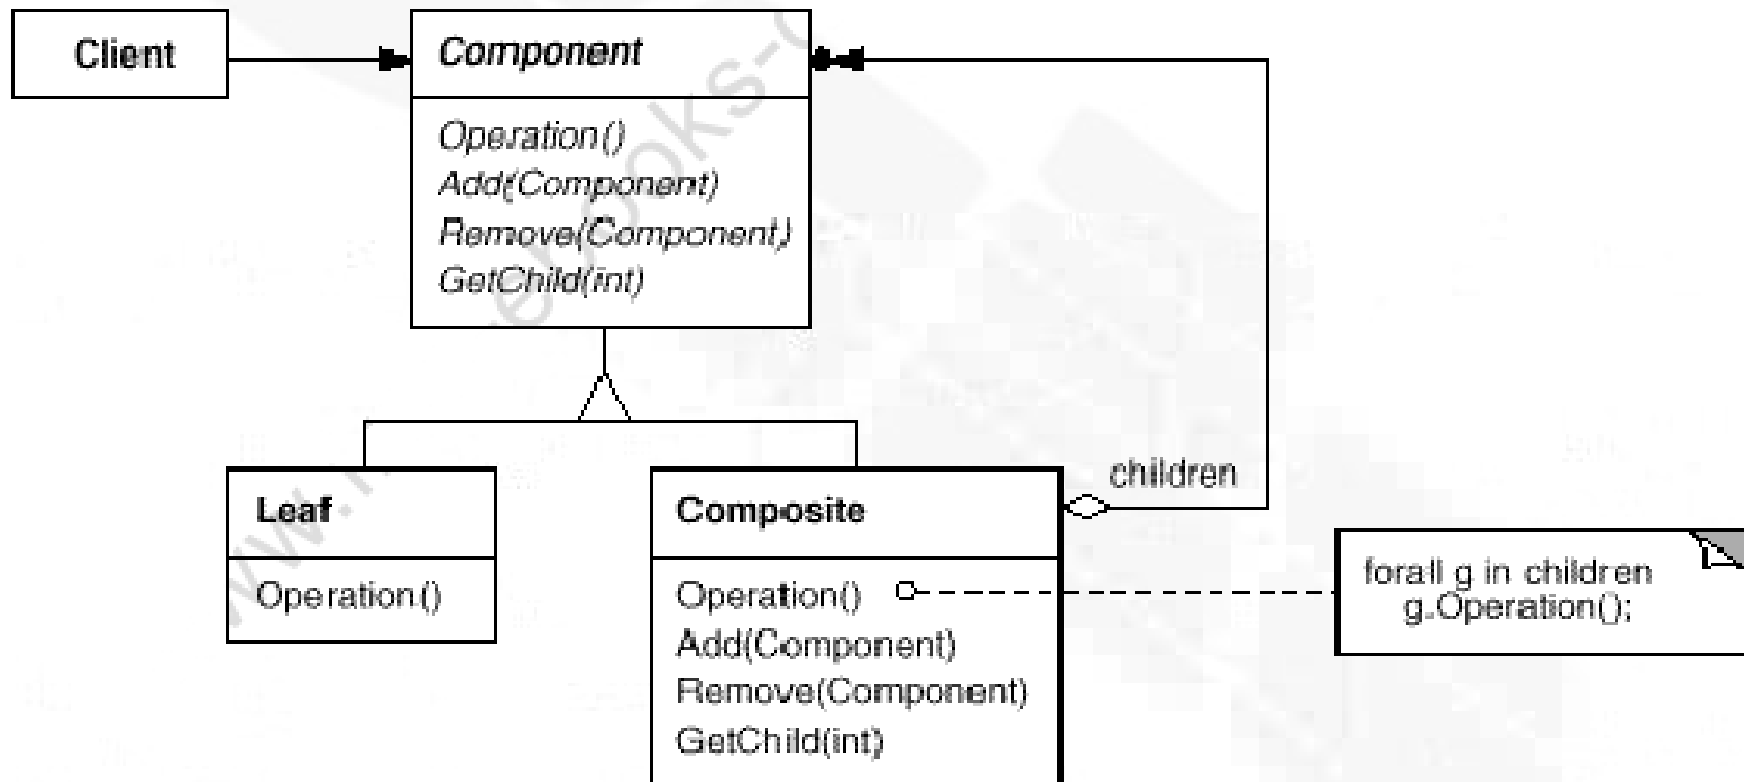 Client
Component
Operation()
Add(Component)
Remove(Component)
GetChild(int)
Leaf
Operation()
Composite
Operation()
Add(Component)
Remove(Component)
GetChild(int)
children
forall g in children
g.Operation();